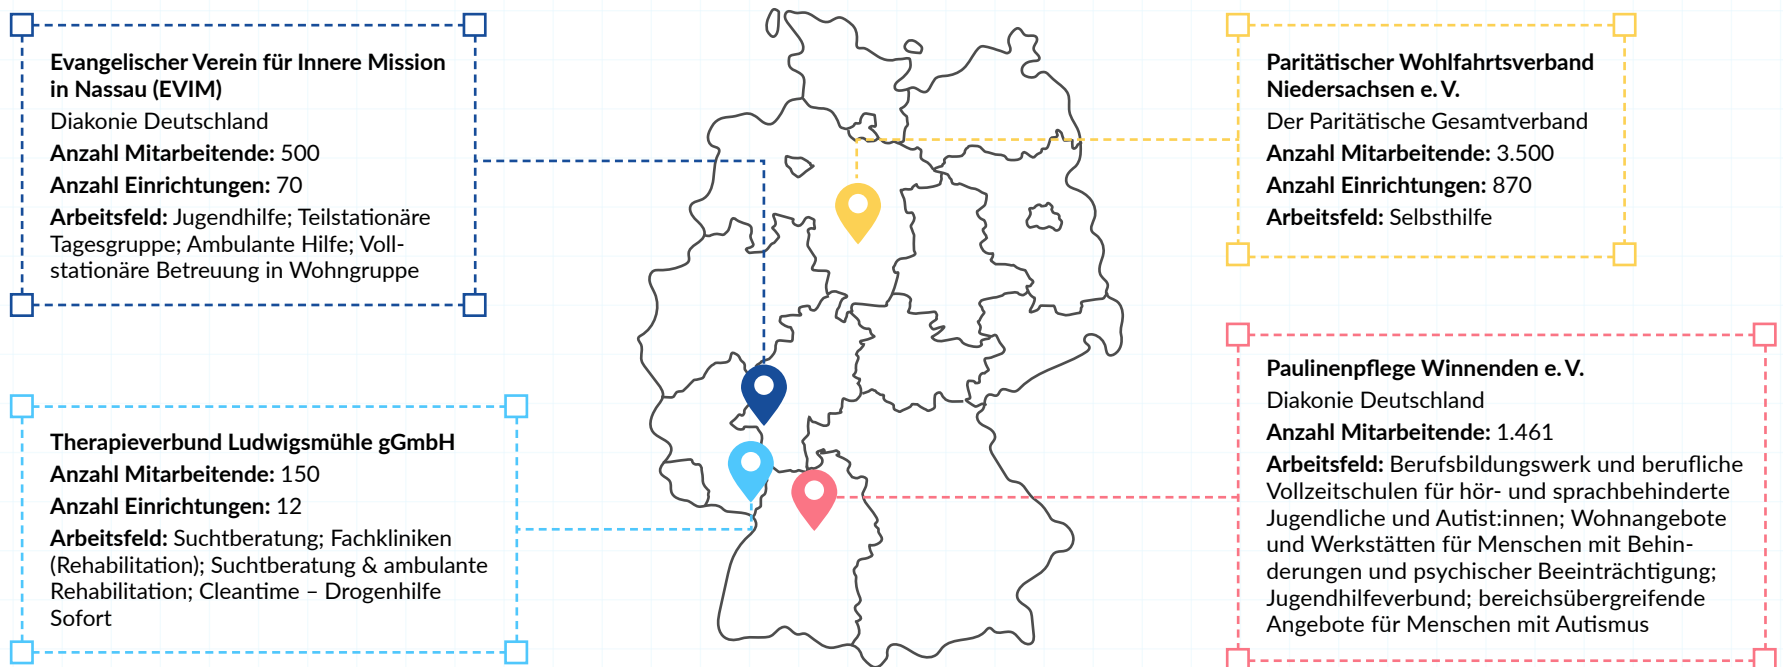 Evangelischer Verein für Innere Mission
in Nassau (EVIM)
Diakonie Deutschland
Anzahl Mitarbeitende: 500
Anzahl Einrichtungen: 70
Arbeitsfeld: Jugendhilfe; Teilstationäre
Tagesgruppe; Ambulante Hilfe; Voll-
stationäre Betreuung in Wohngruppe
Therapieverbund Ludwigsmühle gGmbH
Anzahl Mitarbeitende: 150
Anzahl Einrichtungen: 12
Arbeitsfeld: Suchtberatung; Fachkliniken
(Rehabilitation); Suchtberatung & ambulante
Rehabilitation; Cleantime – Drogenhilfe
Sofort
Paritätischer Wohlfahrtsverband
Niedersachsen e. V.
Der Paritätische Gesamtverband
Anzahl Mitarbeitende: 3.500
Anzahl Einrichtungen: 870
Arbeitsfeld: Selbsthilfe
Paulinenpflege Winnenden e. V.
Diakonie Deutschland
Anzahl Mitarbeitende: 1.461
Arbeitsfeld: Berufsbildungswerk und berufliche
Vollzeitschulen für hör- und sprachbehinderte
Jugendliche und Autist:innen; Wohnangebote
und Werkstätten für Menschen mit Behin-
derungen und psychischer Beeinträchtigung;
Jugendhilfeverbund; bereichsübergreifende
Angebote für Menschen mit Autismus